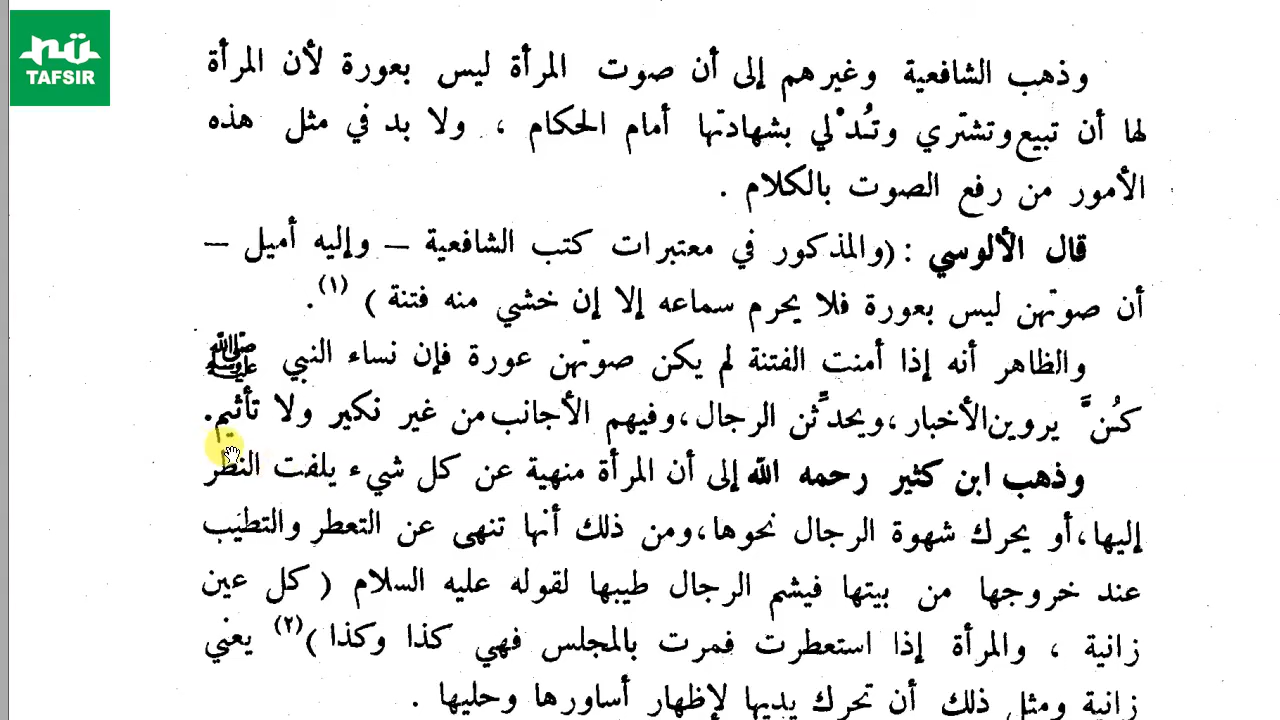 nü
TAFSIR
وذهب الشافعية وغيرهم إلى أن صوت المرأة ليس بعورة لأن المرأة
لها أن تبيع وتشتري وتُدْلي بشهادتها أمام الحكام ، ولا بد في مثل هذه
الأمور من رفع الصوت بالكلام .
قال الألوسي : (والمذكور في معتبرات كتب الشافعية – وإليه أميل –
أن صوتهن ليس بعورة فلا يحرم سماعه إلا إن خشي منه فتنة ) (١).
والظاهر أنه إذا أمنت الفتنة لم يكن صوتهن عورة فإن نساء النبي ﷺ
كُنَّ يروين الأخبار ، ويحدِّثن الرجال ، وفيهم الأجانب من غير نكير ولا تأثيم.
وذهب ابن كثير رحمه الله إلى أن المرأة منهية عن كل شيء يلفت النظر
إليها ، أو يحرك شهوة الرجال نحوها ، ومن ذلك أنها تنهى عن التعطر والتطيب
عند خروجها من بيتها فيشم الرجال طيبها لقوله عليه السلام ( كل عين
زانية ، والمرأة إذا استعطرت فمرت بالمجلس فهي كذا وكذا )(٢) يعني
زانية ومثل ذلك أن تحرك يديها لإظهار أساورها وحليها .